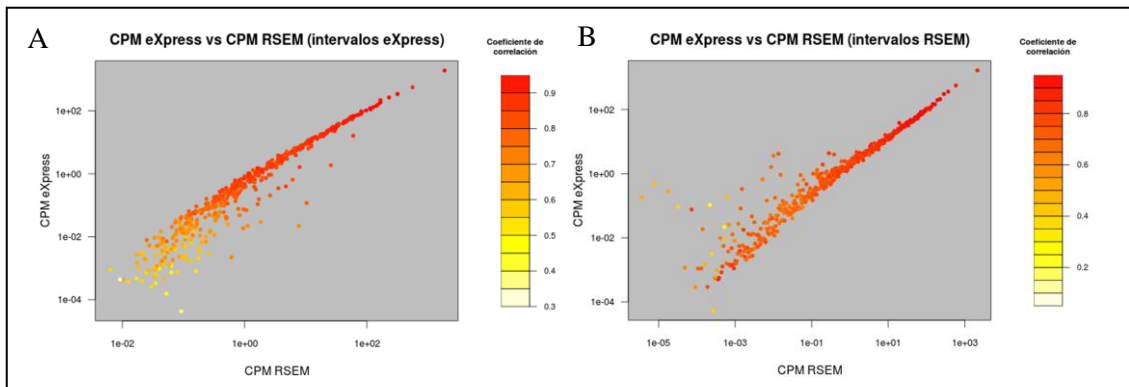 A
CPM eXpress vs CPM RSEM (intervalos eXpress)
Coeficiente de
correlación
CPM eXpress
1e+02
1e+00
1e-02
1e-04
1e-02
1e+00
1e+02
CPM RSEM
0.9
0.8
0.7
0.6
0.5
0.4
0.3
B
CPM eXpress vs CPM RSEM (intervalos RSEM)
Coeficiente de
correlación
CPM eXpress
1e+02
1e+00
1e-02
1e-04
1e-05
1e-03
1e-01
1e+01
1e+03
CPM RSEM
0.8
0.6
0.4
0.2